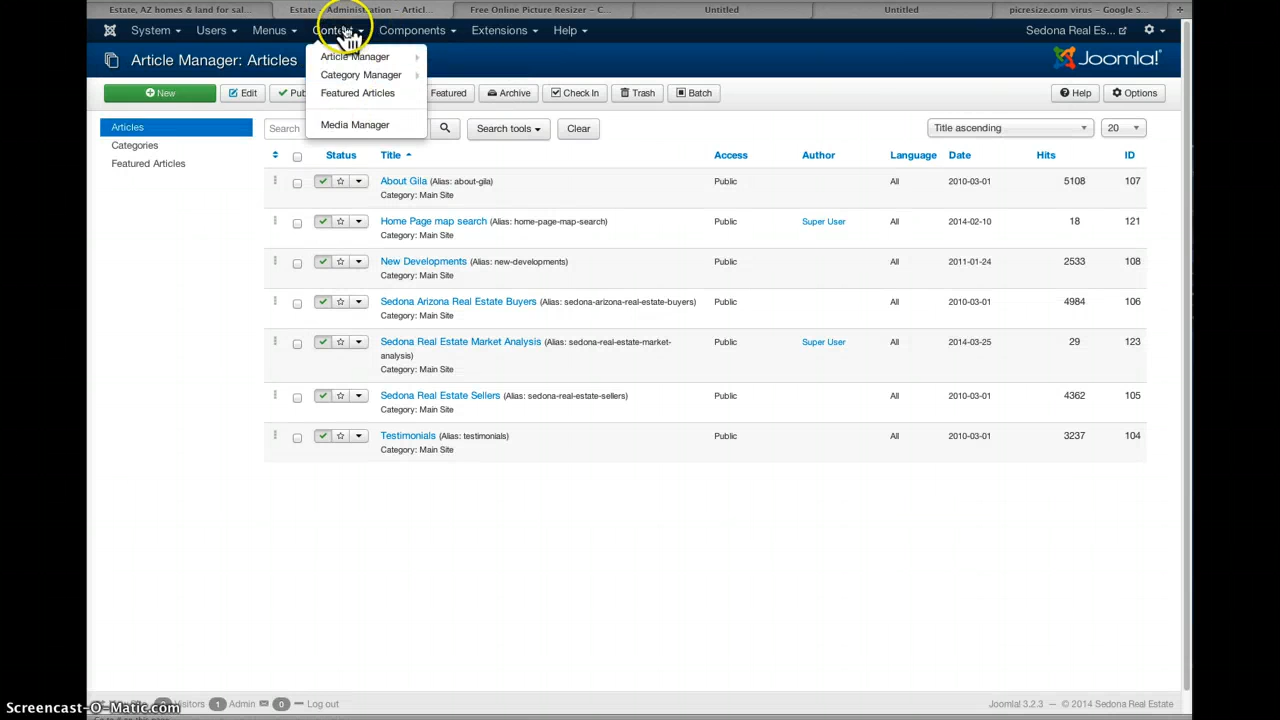 Estate, AZ homes & land for sal...
Estate - Administration - Articl...
Free Online Picture Resizer - C...
Untitled
Untitled
picresize.com virus - Google S...
System
Users
Menus
Components
Extensions
Help
Sedona Real Es...
Article Manager: Articles
Joomla!
Article Manager
Category Manager
Featured Articles
Media Manager
New
Edit
Featured
Archive
Check In
Trash
Batch
Help
Options
Articles
Categories
Featured Articles
Search
Search tools
Clear
Title ascending
20
Status
Title
Access
Author
Language
Date
Hits
ID
About Gila (Alias: about-gila)
Category: Main Site
Public
All
2010-03-01
5108
107
Home Page map search (Alias: home-page-map-search)
Category: Main Site
Public
Super User
All
2014-02-10
18
121
New Developments (Alias: new-developments)
Category: Main Site
Public
All
2011-01-24
2533
108
Sedona Arizona Real Estate Buyers (Alias: sedona-arizona-real-estate-buyers)
Category: Main Site
Public
All
2010-03-01
4984
106
Sedona Real Estate Market Analysis (Alias: sedona-real-estate-market-
analysis)
Category: Main Site
Public
Super User
All
2014-03-25
29
123
Sedona Real Estate Sellers (Alias: sedona-real-estate-sellers)
Category: Main Site
Public
All
2010-03-01
4362
105
Testimonials (Alias: testimonials)
Category: Main Site
Public
All
2010-03-01
3237
104
Screencast-O-Matic.com
1 Admin
0
Log out
Joomla! 3.2.3 — © 2014 Sedona Real Estate